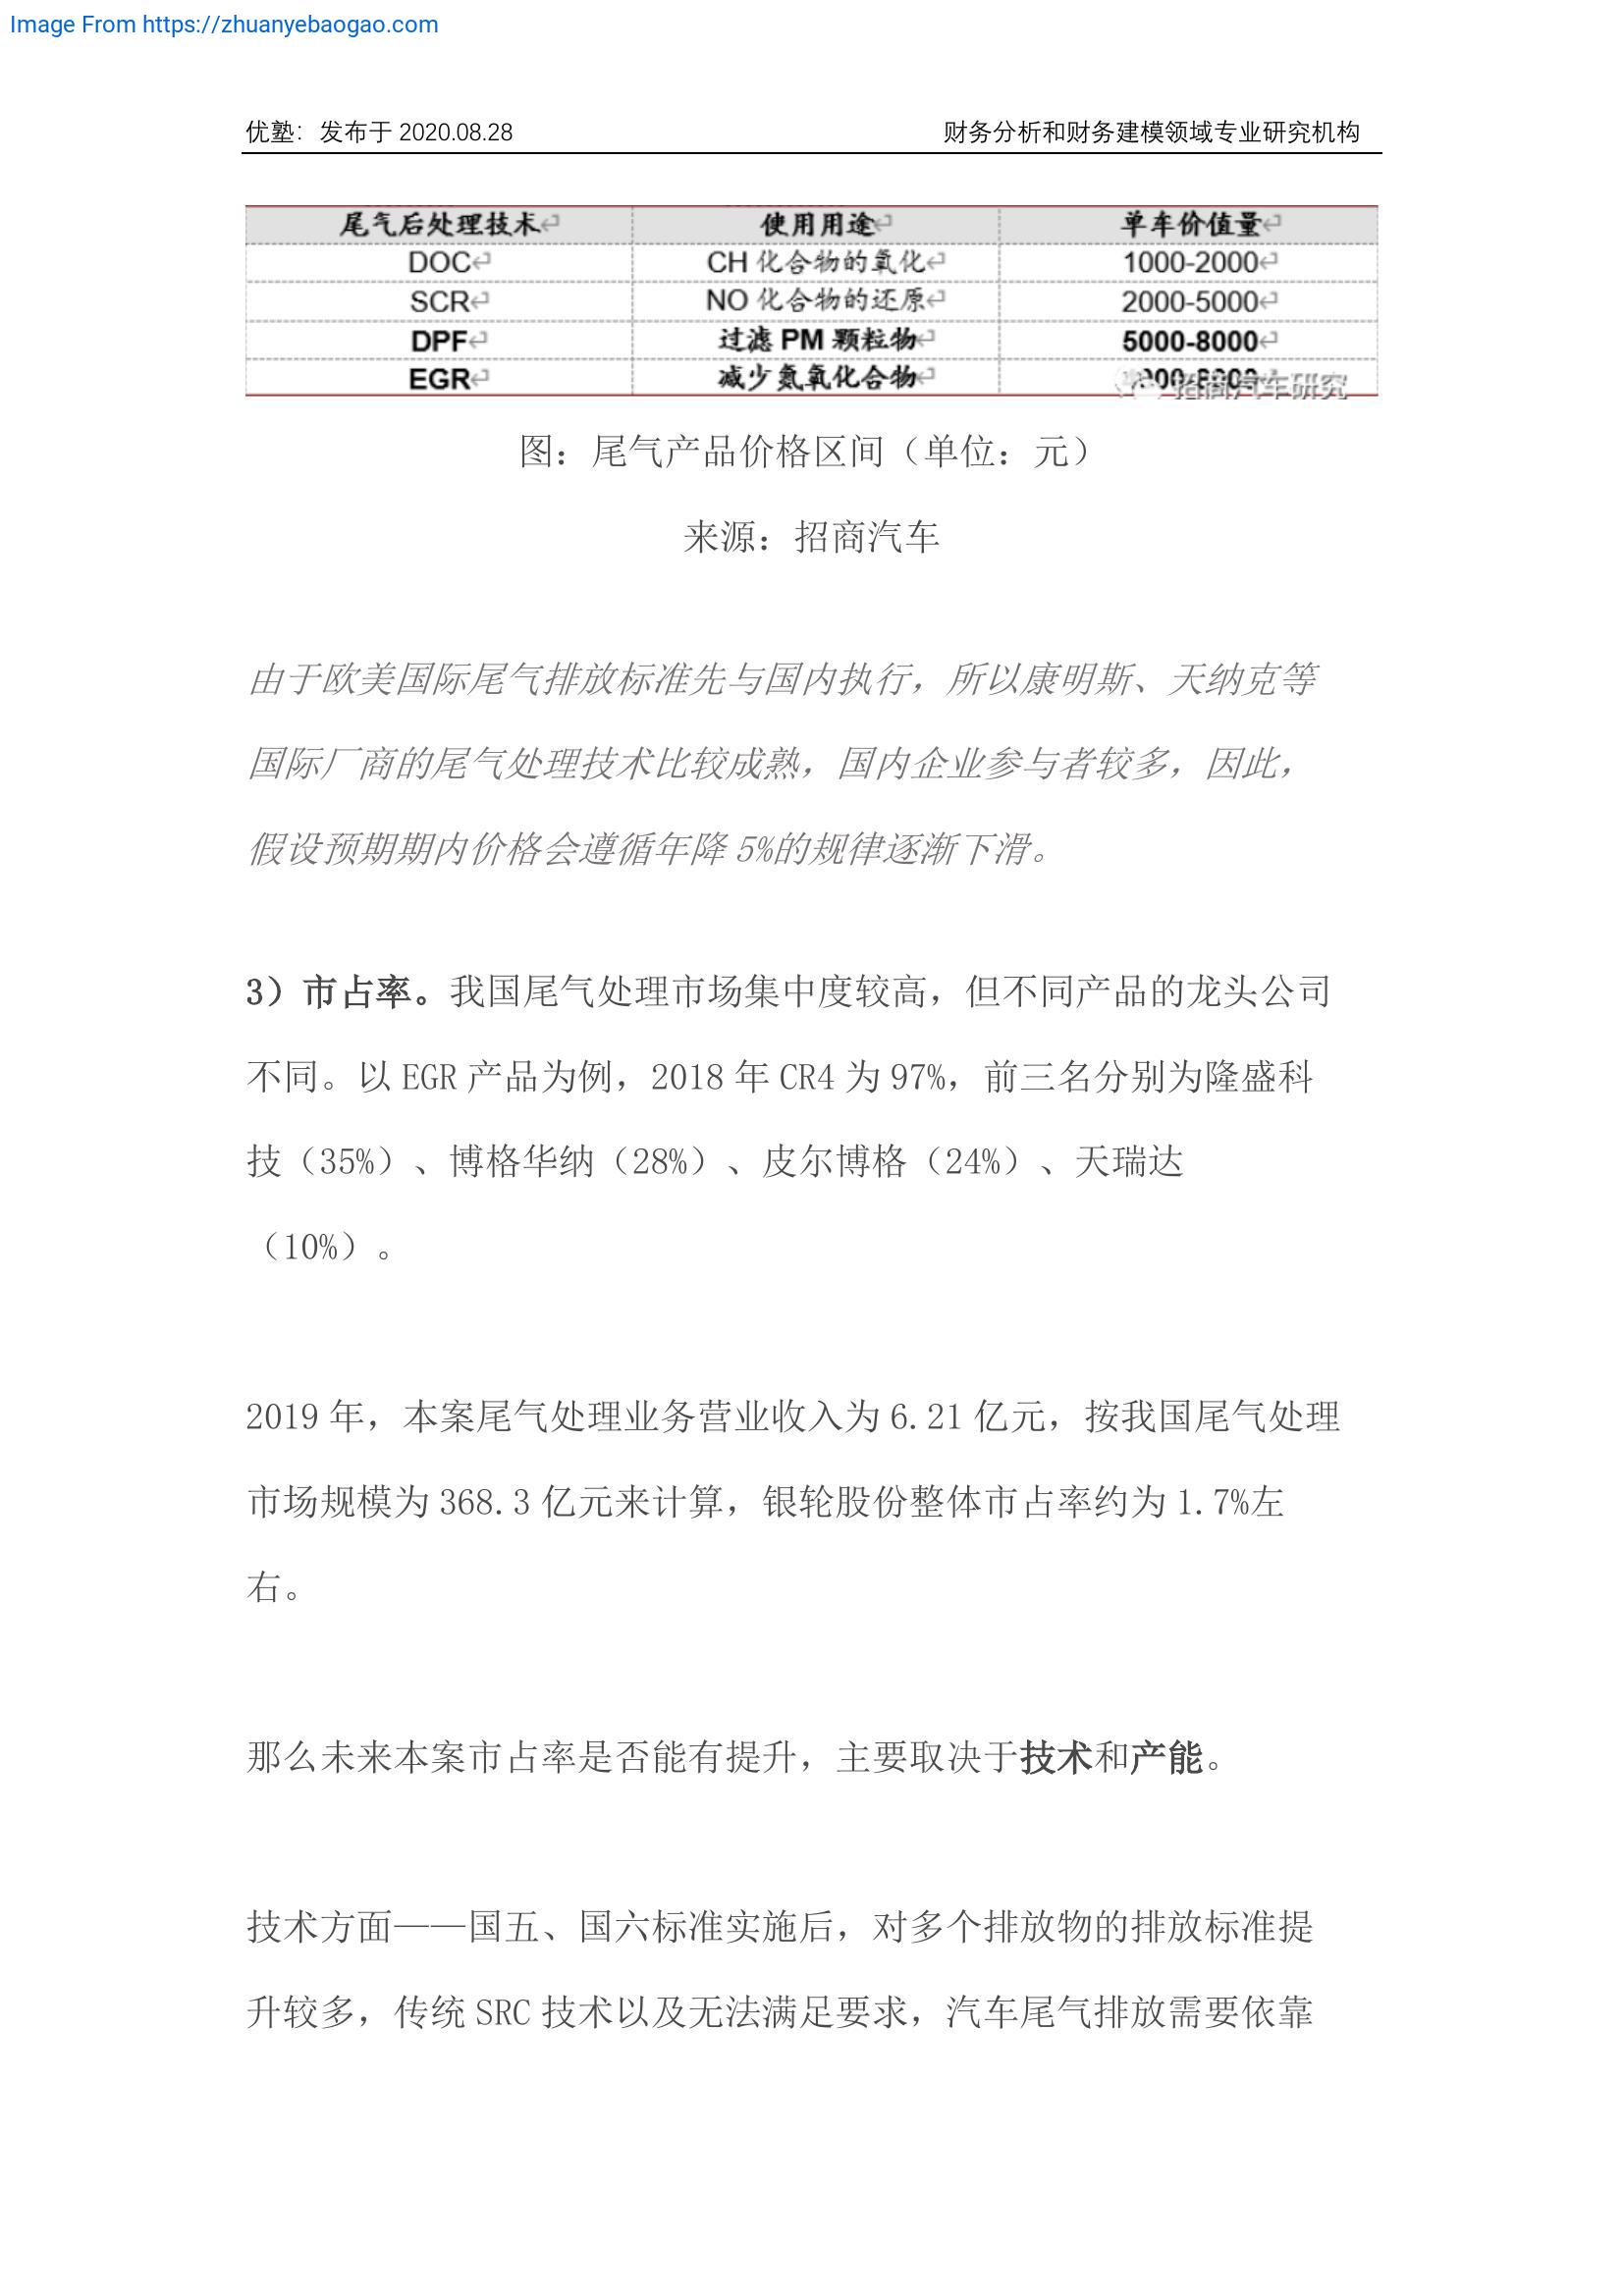 Image From https://zhuanyebaogao.com
优塾：发布于 2020.08.28 财务分析和财务建模领域专业研究机构
尾气后处理技术 使用用途 单车价值量
DOC CH 化合物的氧化 1000-2000
SCR NO 化合物的还原 2000-5000
DPF 过滤 PM 颗粒物 5000-8000
EGR 减少氮氧化合物
招商汽车研究
图：尾气产品价格区间（单位：元）
来源：招商汽车
由于欧美国际尾气排放标准先与国内执行，所以康明斯、天纳克等
国际厂商的尾气处理技术比较成熟，国内企业参与者较多，因此，
假设预期期内价格会遵循年降 5%的规律逐渐下滑。
3）市占率。我国尾气处理市场集中度较高，但不同产品的龙头公司
不同。以 EGR 产品为例，2018 年 CR4 为 97%，前三名分别为隆盛科
技（35%）、博格华纳（28%）、皮尔博格（24%）、天瑞达
（10%）。
2019 年，本案尾气处理业务营业收入为 6.21 亿元，按我国尾气处理
市场规模为 368.3 亿元来计算，银轮股份整体市占率约为 1.7%左
右。
那么未来本案市占率是否能有提升，主要取决于技术和产能。
技术方面——国五、国六标准实施后，对多个排放物的排放标准提
升较多，传统 SRC 技术以及无法满足要求，汽车尾气排放需要依靠